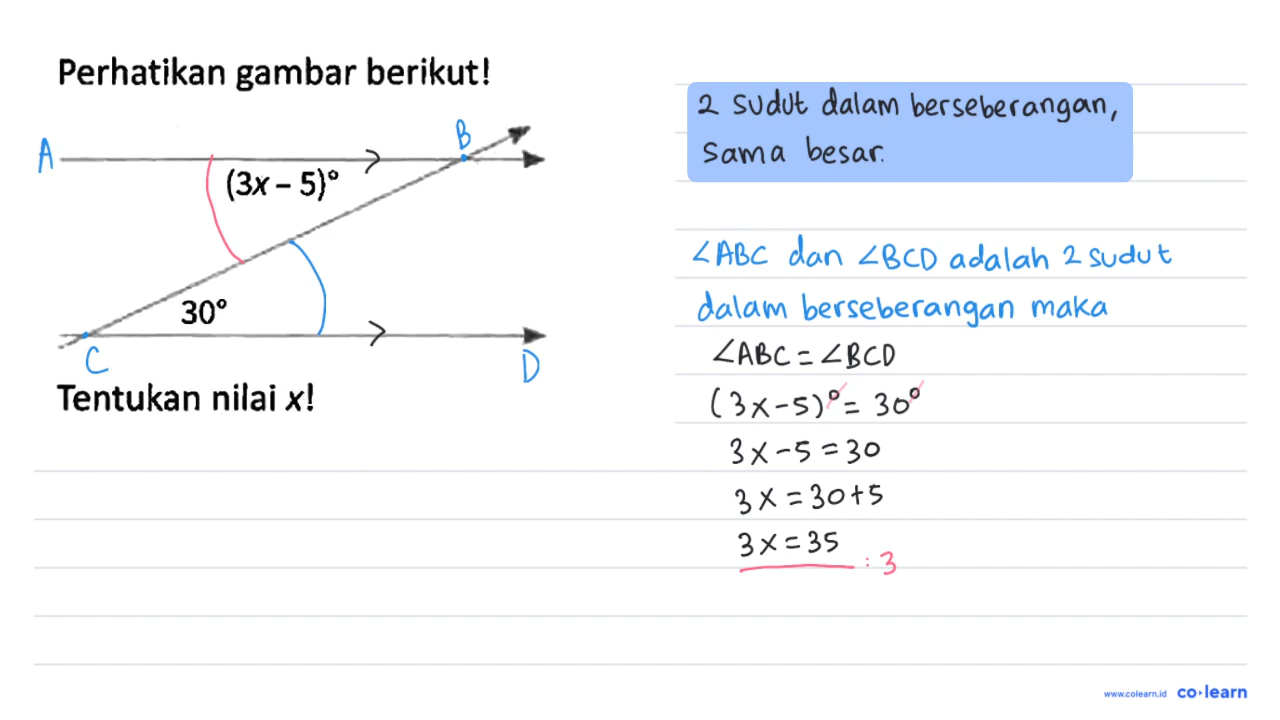 Perhatikan gambar berikut!
A
B
(3x – 5)°
30°
C
D
Tentukan nilai x!
2 sudut dalam berseberangan,
sama besar.
∠ABC dan ∠BCD adalah 2 sudut
dalam berseberangan maka
∠ABC = ∠BCD
(3x – 5)° = 30°
3x – 5 = 30
3x = 30 + 5
3x = 35
: 3
www.colearn.id co•learn